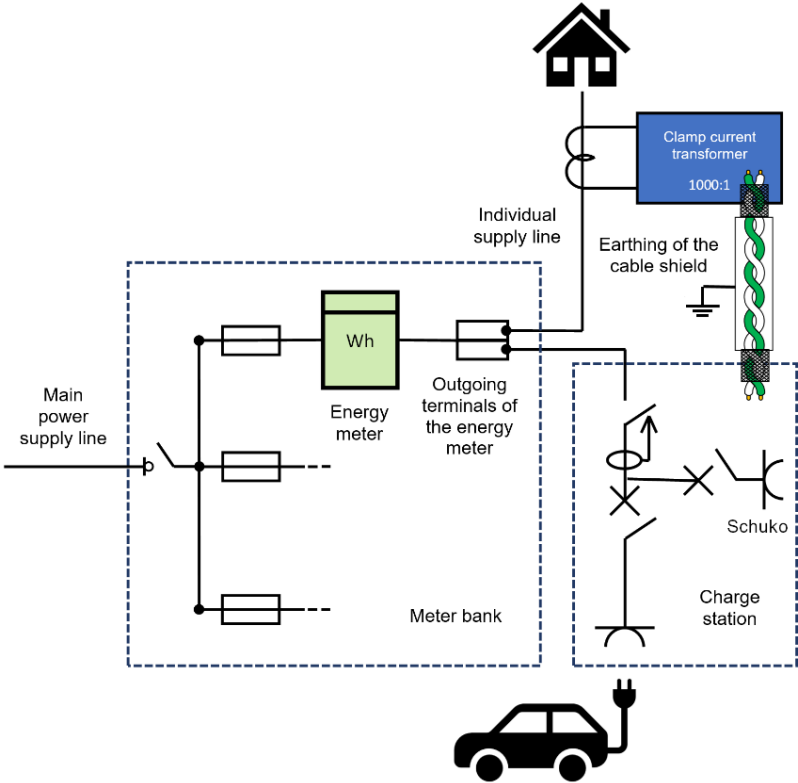 Clamp current
transformer
1000:1
Individual
supply line
Earthing of the
cable shield
Wh
Main
power
supply line
Energy
meter
Outgoing
terminals of
the energy
meter
Schuko
Meter bank
Charge
station